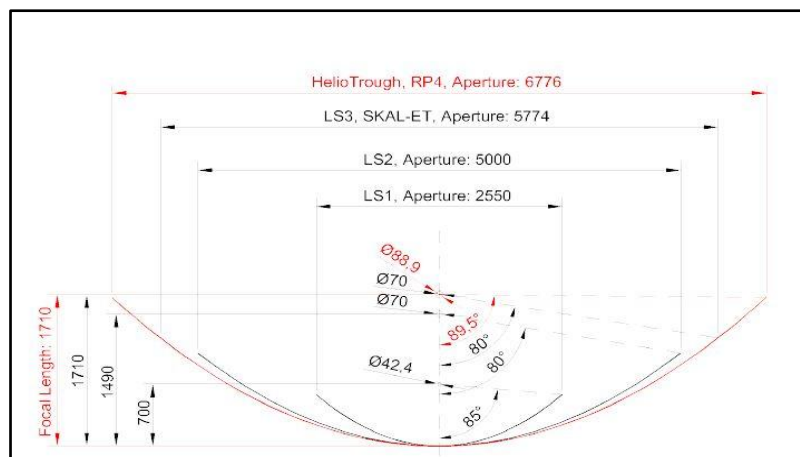 HelioTrough, RP4, Aperture: 6776
LS3, SKAL-ET, Aperture: 5774
LS2, Aperture: 5000
LS1, Aperture: 2550
Ø88,9
Ø70
Ø70
89,5°
80°
80°
Ø42,4
85°
Focal Length: 1710
1710
1490
700